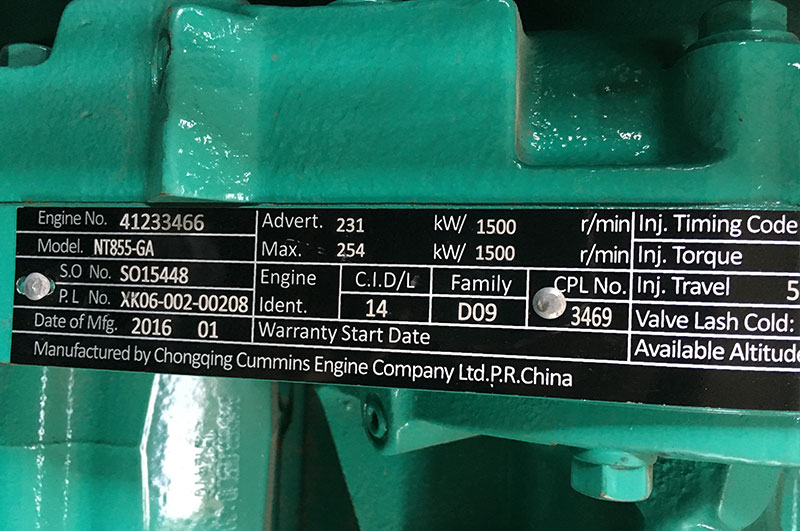 Engine No. 41233466
Model. NT855-GA
S.O No. SO15448
P.L No. XK06-002-00208
Date of Mfg. 2016 01
Advert. 231 kW/ 1500 r/min
Max. 254 kW/ 1500 r/min
Engine Ident.
C.I.D/L Family CPL No.
14 D09 3469
Warranty Start Date
Inj. Timing Code
Inj. Torque
Inj. Travel 5
Valve Lash Cold:
Available Altitude
Manufactured by Chongqing Cummins Engine Company Ltd.P.R.China